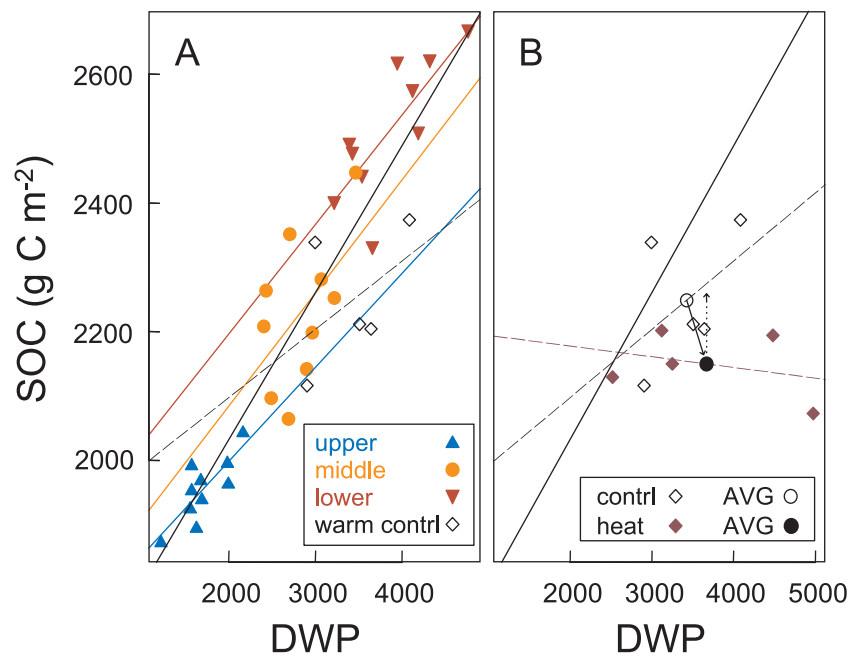 A
B
SOC (g C m-2)
2600
2400
2200
2000
upper
middle
lower
warm contrl
contrl AVG
heat AVG
2000 3000 4000
2000 3000 4000 5000
DWP
DWP